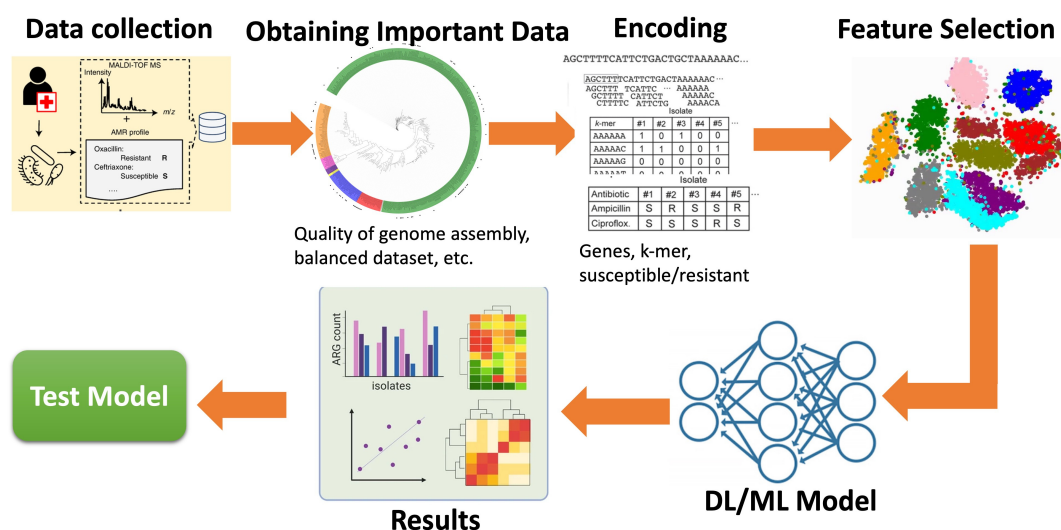 Data collection
Obtaining Important Data
Encoding
Feature Selection
MALDI-TOF MS
Intensity
m/z
+
AMR profile
Oxacillin:
Resistant R
Ceftriaxone:
Susceptible S
....
Quality of genome assembly,
balanced dataset, etc.
AGCTTTTCATTCTGACTGCTAAAAAAC...
AGCTTTTCATTCTGACTAAAAAAC...
AGCTTT TCATTC ... AAAAAA
GCTTTT CATTCT AAAAAC
CTTTTC ATTCTG AAAACA
Isolate
k-mer #1 #2 #3 #4 #5 ...
AAAAAA 1 0 1 0 0
AAAAAC 1 1 0 0 1
AAAAAG 0 0 0 0 0
Isolate
Antibiotic #1 #2 #3 #4 #5 ...
Ampicillin S R S S R
Ciproflox. S S S R S
Genes, k-mer,
susceptible/resistant
ARG count
isolates
Results
DL/ML Model
Test Model